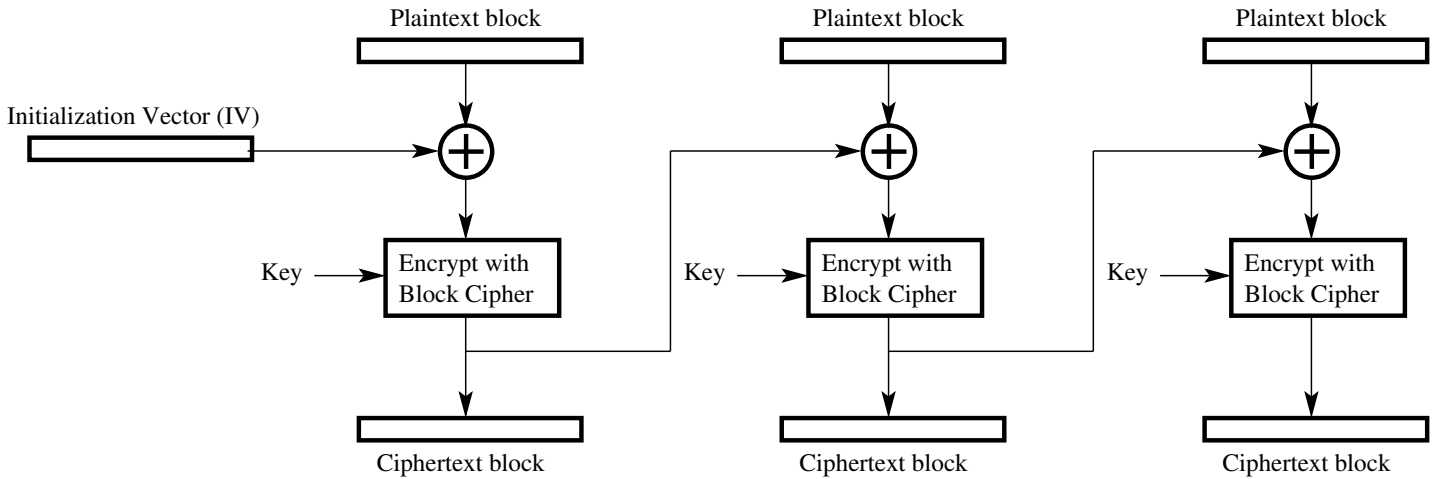 Plaintext block
Plaintext block
Plaintext block
Initialization Vector (IV)
Key
Encrypt with
Block Cipher
Key
Encrypt with
Block Cipher
Key
Encrypt with
Block Cipher
Ciphertext block
Ciphertext block
Ciphertext block